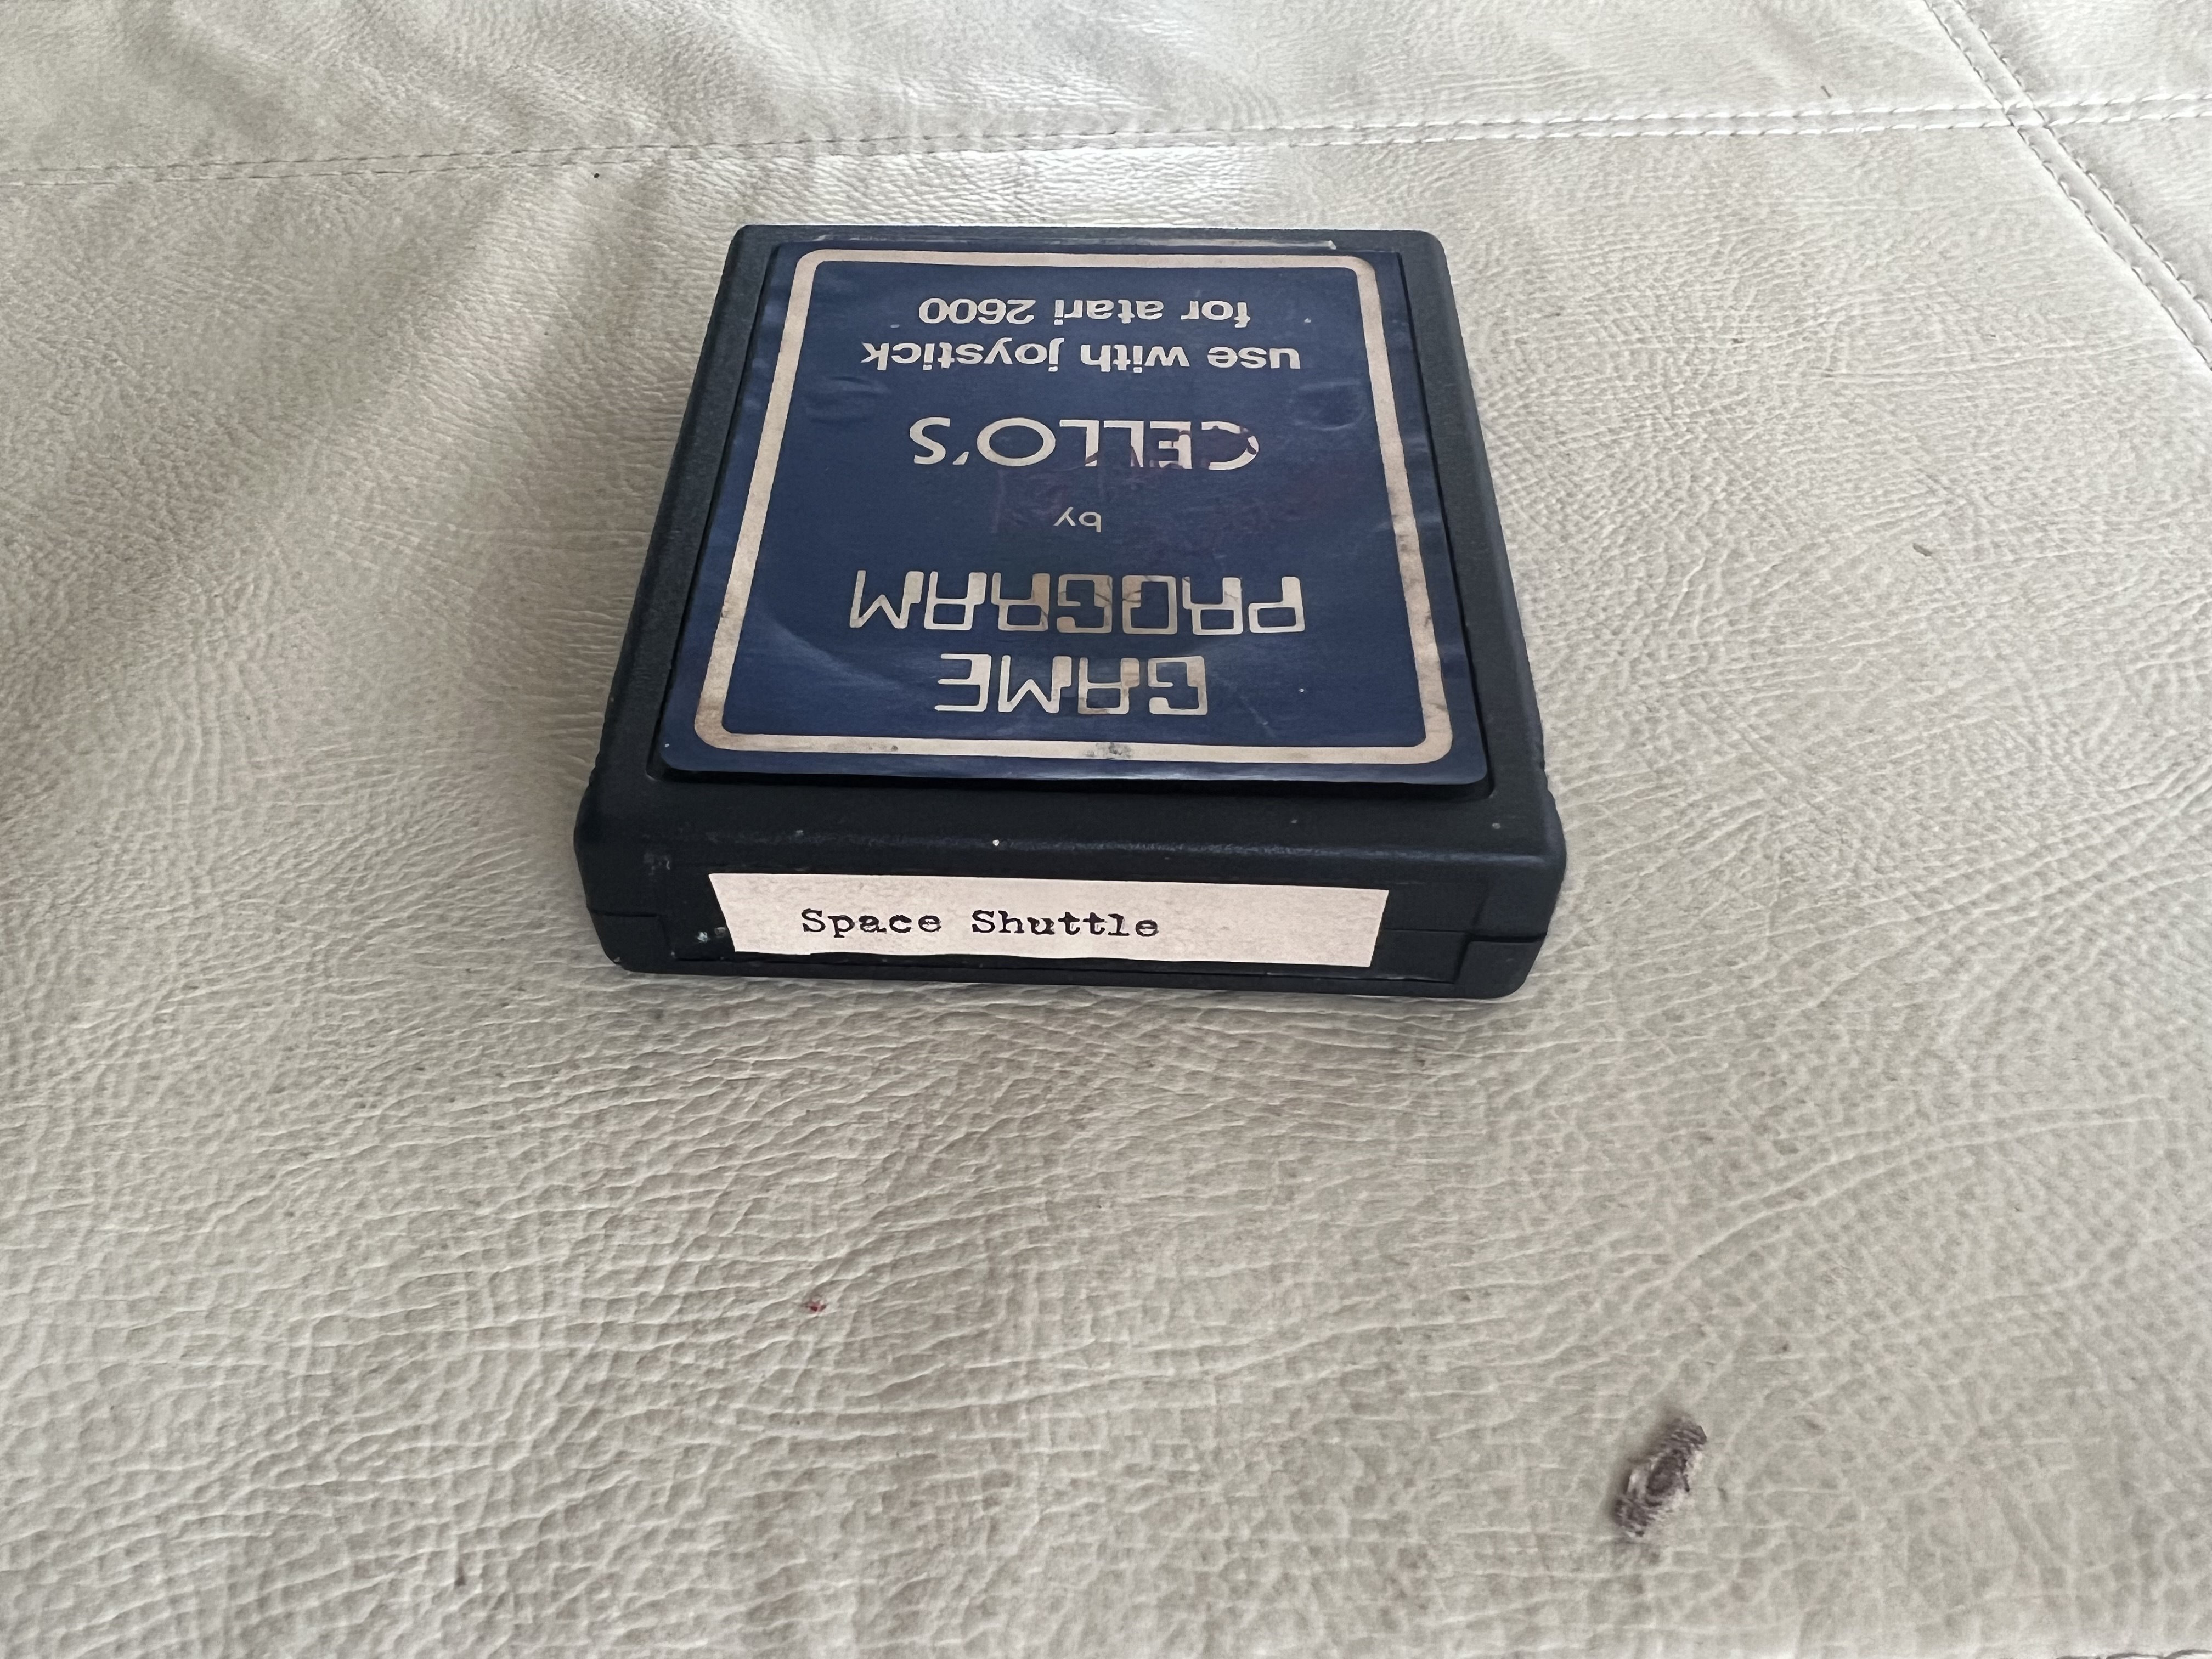 GAME
PROGRAM
by
CELLO'S
use with joystick
for atari 2600
Space Shuttle